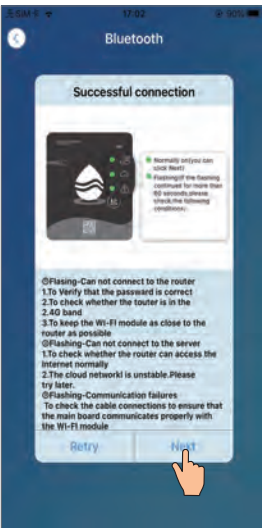 17:02
90%
Bluetooth
Successful connection
Normally on(you can
click Next)
Flashing(If the flashing
continued for more than
60 seconds,please
check the following
conditions)
①Flasing-Can not connect to the router
1.To Verify that the passward is correct
2.To check whether the touter is in the
2.4G band
3.To keep the WI-FI module as close to the
router as possible
②Flashing-Can not connect to the server
1.To check whether the router can access the
Internet normally
2.The cloud networkI is unstable.Please
try later.
③Flashing-Communication failures
To check the cable connections to ensure that
the main board communicates properly with
the WI-FI module
Retry
Next